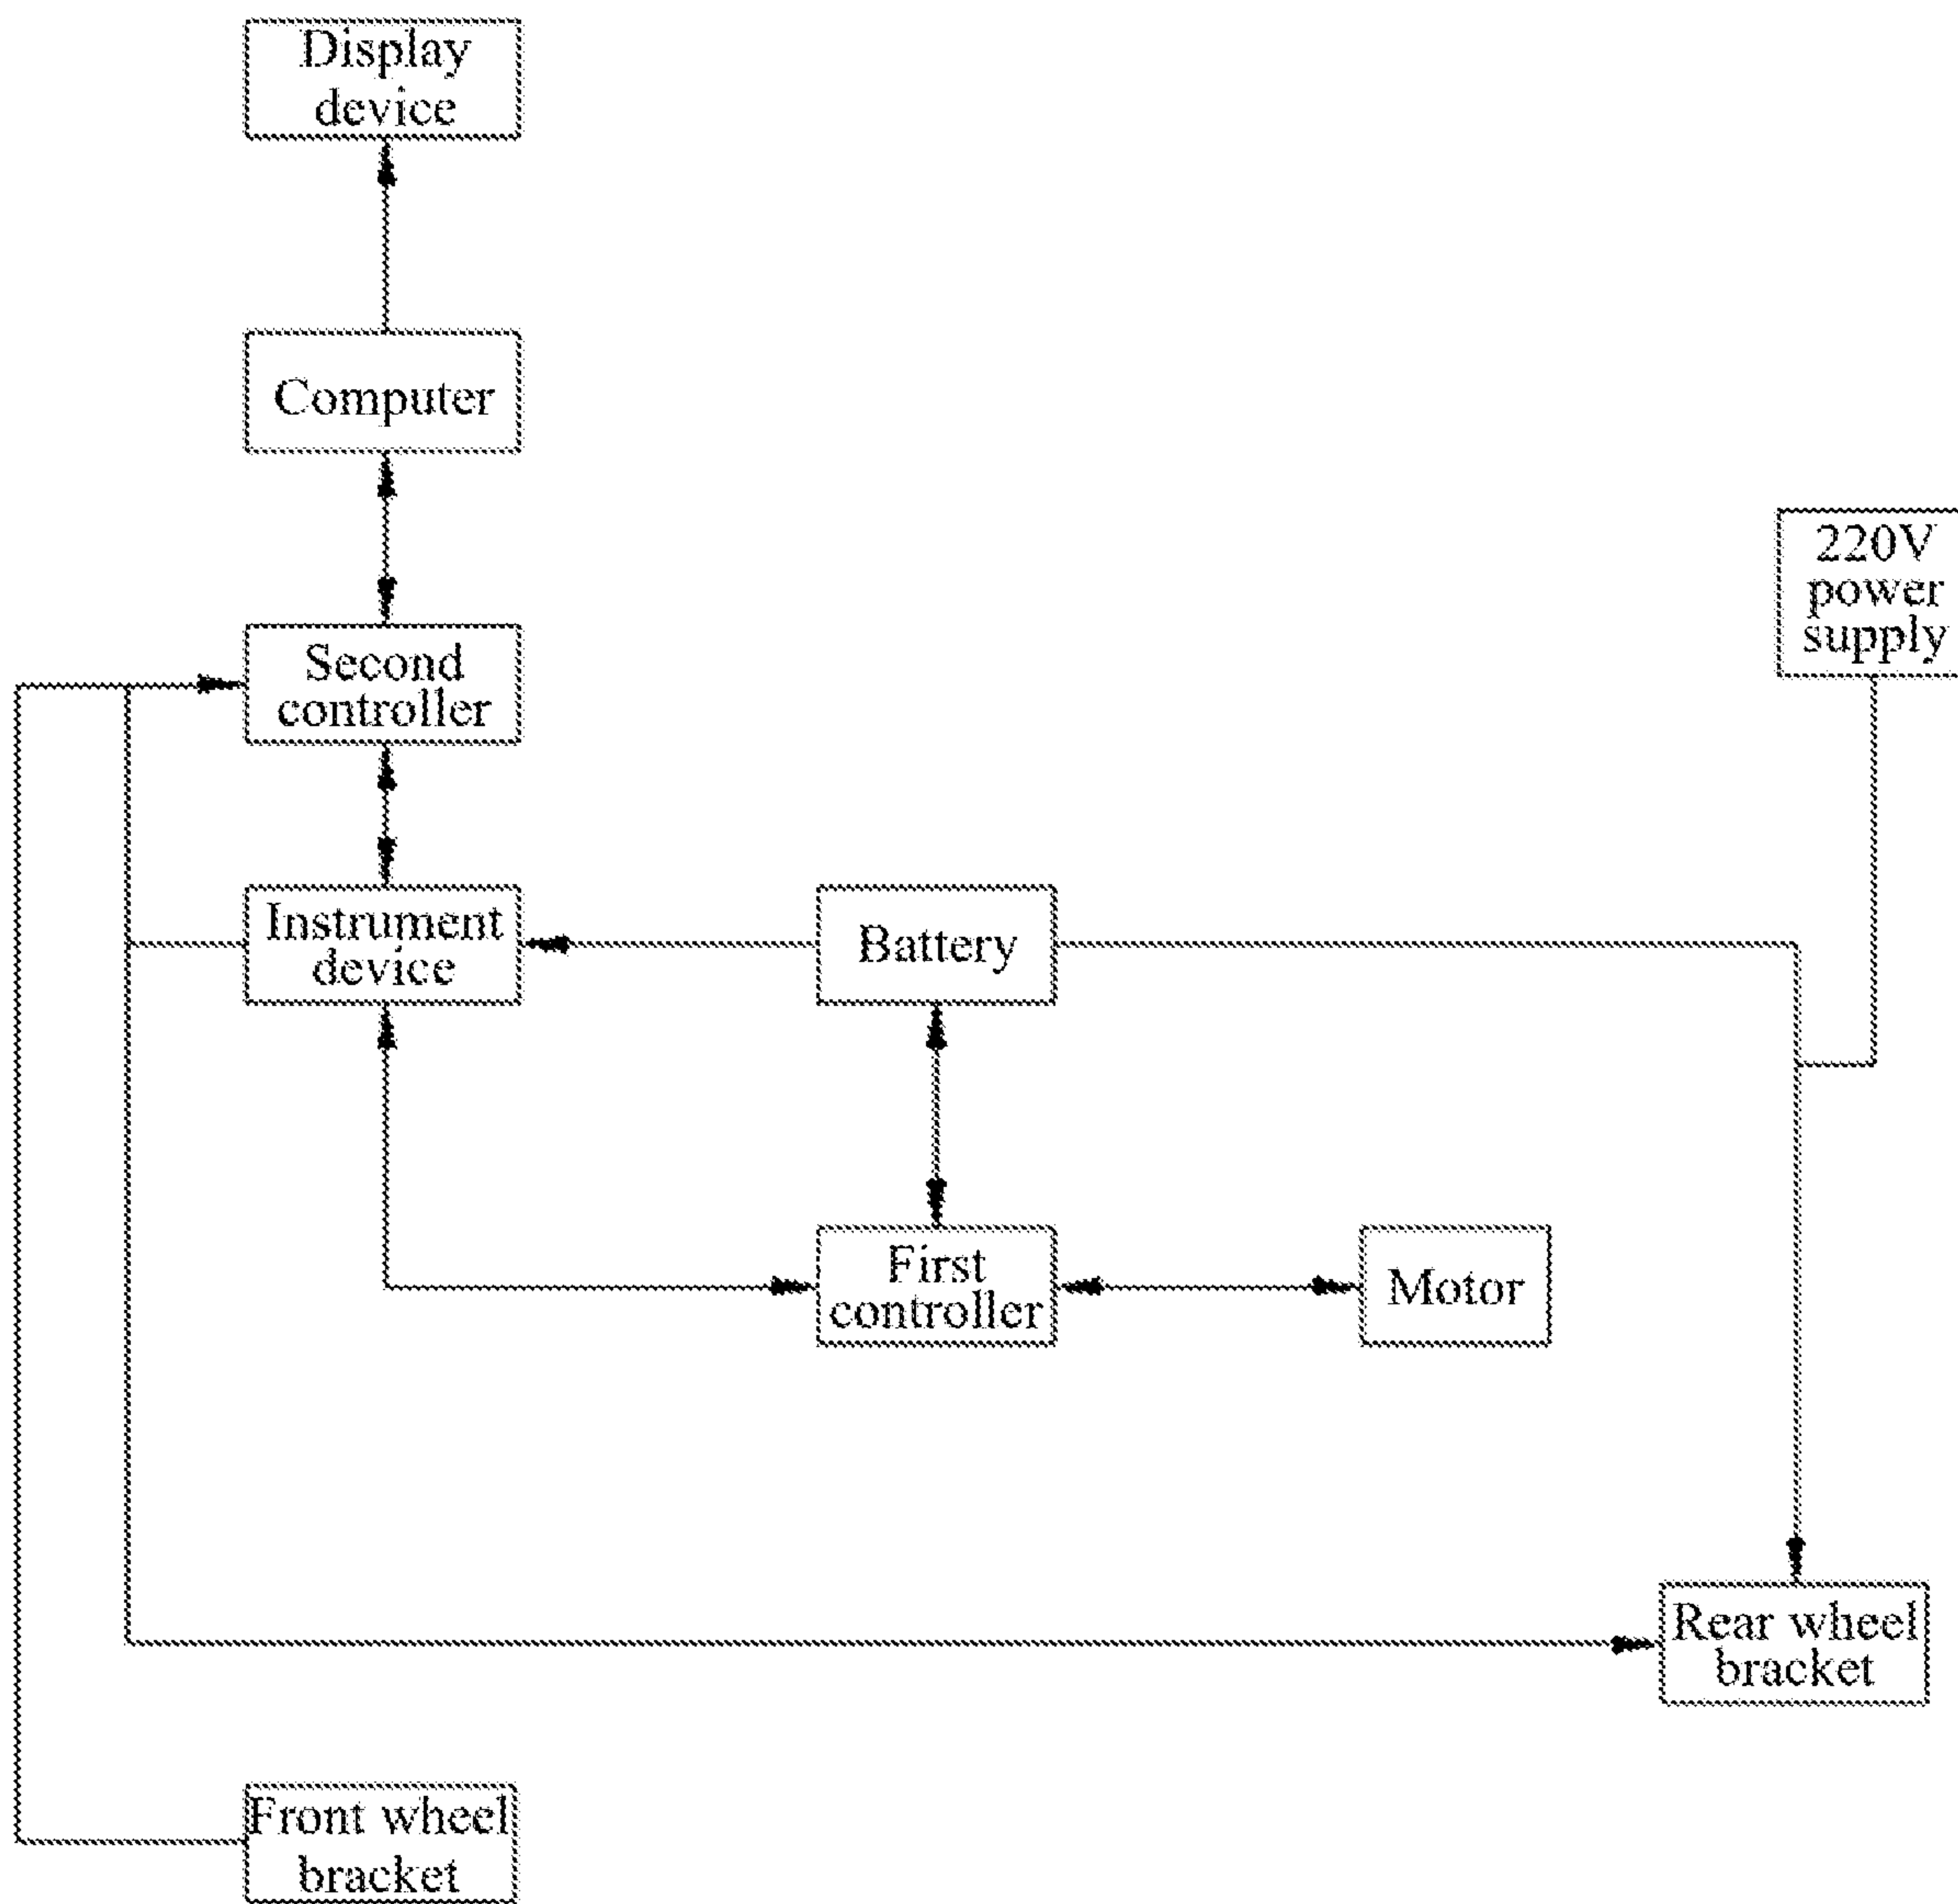 Display
device
Computer
220V
power
supply
Second
controller
Instrument
device
Battery
First
controller
Motor
Rear wheel
bracket
Front wheel
bracket